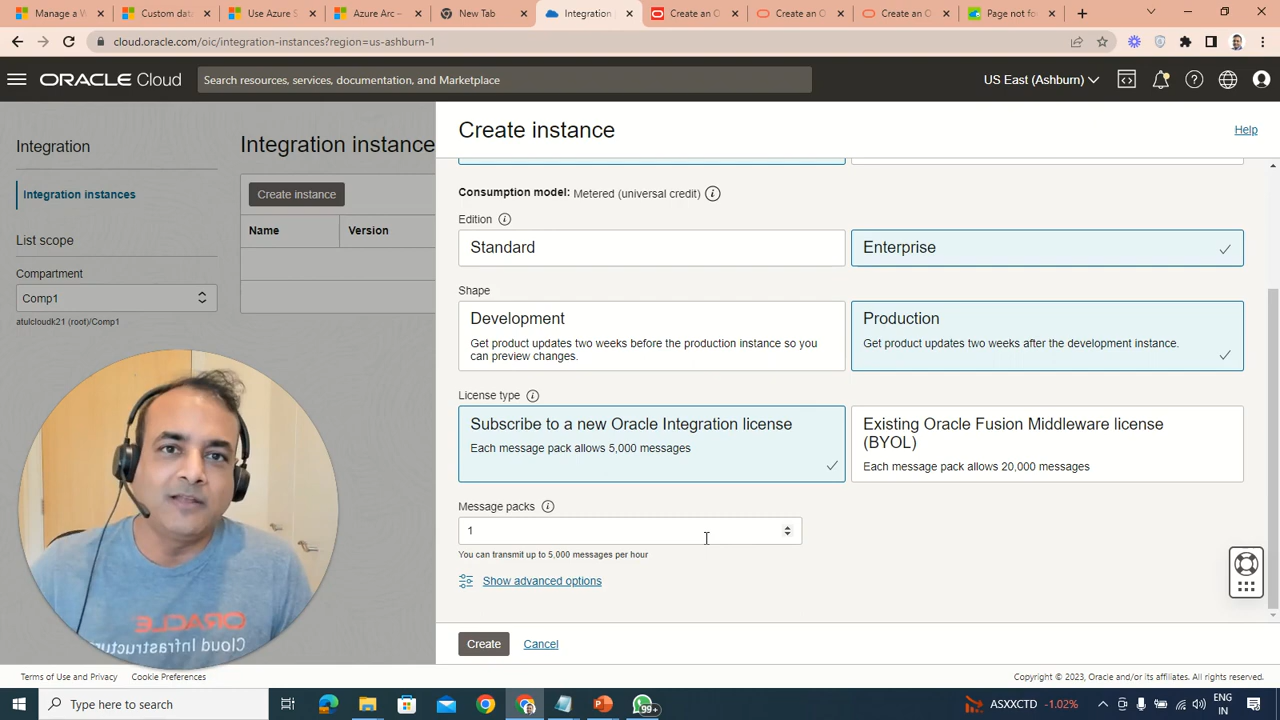 Manage a W
Custom data
Use Azure S
Azure Arc –
New Tab
Integration
Create an O
Create an O
Create an O
Page not fo
cloud.oracle.com/oic/integration-instances?region=us-ashburn-1
ORACLE Cloud
Search resources, services, documentation, and Marketplace
US East (Ashburn)
Integration
Integration instances
List scope
Compartment
Comp1
atulcloudk21 (root)/Comp1
Integration instance
Create instance
Name
Version
Create instance
Help
Consumption model: Metered (universal credit)
Edition
Standard
Enterprise
Shape
Development
Get product updates two weeks before the production instance so you
can preview changes.
Production
Get product updates two weeks after the development instance.
License type
Subscribe to a new Oracle Integration license
Each message pack allows 5,000 messages
Existing Oracle Fusion Middleware license
(BYOL)
Each message pack allows 20,000 messages
Message packs
1
You can transmit up to 5,000 messages per hour
Show advanced options
Create
Cancel
ORACLE
Cloud Infrastructure
Terms of Use and Privacy
Cookie Preferences
Copyright © 2023, Oracle and/or its affiliates. All rights reserved.
Type here to search
99+
ASXXCTD -1.02%
ENG
IN